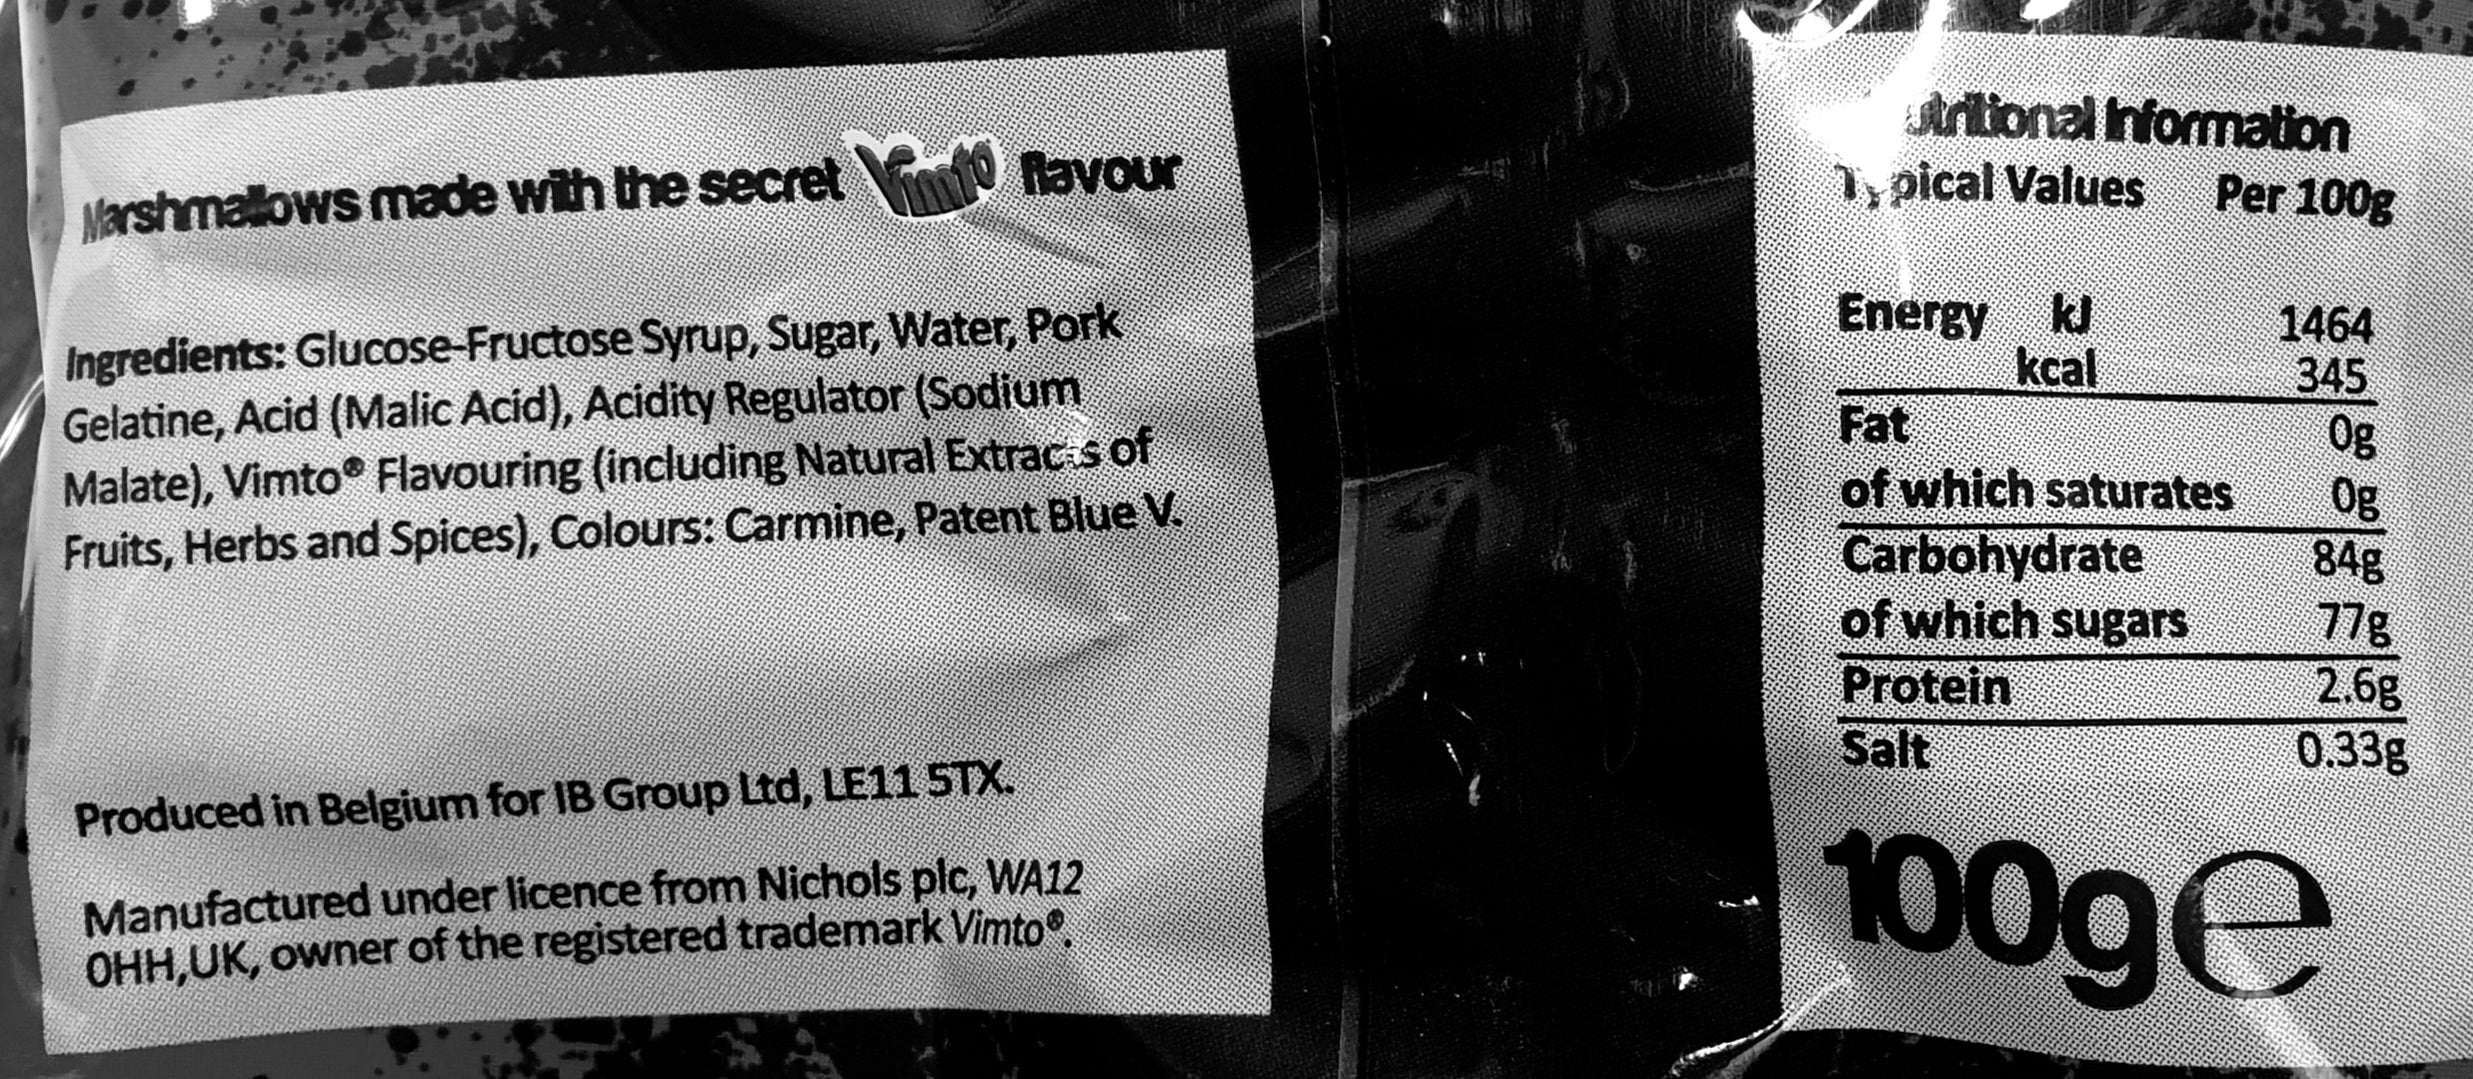 Marshmallows made with the secret Vimto flavour
Ingredients: Glucose-Fructose Syrup, Sugar, Water, Pork
Gelatine, Acid (Malic Acid), Acidity Regulator (Sodium
Malate), Vimto® Flavouring (including Natural Extracts of
Fruits, Herbs and Spices), Colours: Carmine, Patent Blue V.
Produced in Belgium for IB Group Ltd, LE11 5TX.
Manufactured under licence from Nichols plc, WA12
0HH,UK, owner of the registered trademark Vimto®.
Nutritional Information
Typical Values Per 100g
Energy kJ 1464
kcal 345
Fat 0g
of which saturates 0g
Carbohydrate 84g
of which sugars 77g
Protein 2.6g
Salt 0.33g
100g e